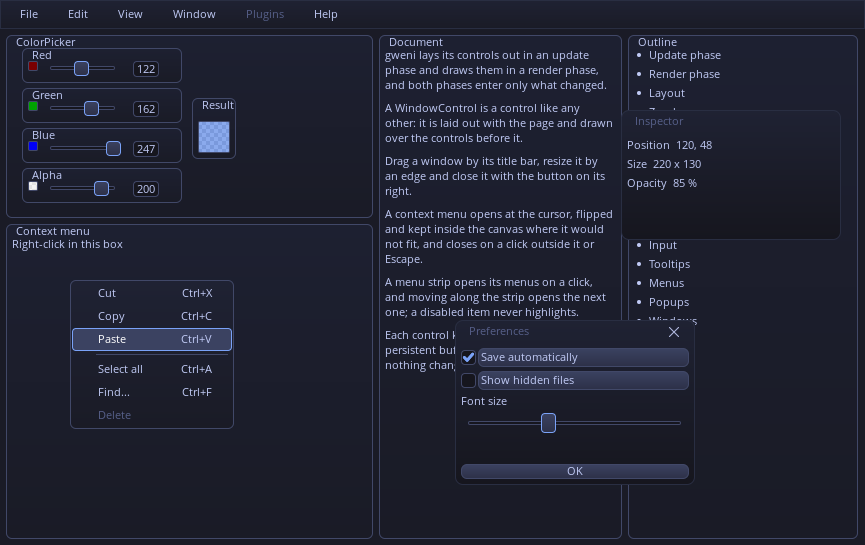 File Edit View Window Plugins Help
ColorPicker
Red
122
Green
162
Blue
247
Alpha
200
Result
Context menu
Right-click in this box
Cut Ctrl+X
Copy Ctrl+C
Paste Ctrl+V
Select all Ctrl+A
Find... Ctrl+F
Delete
Document
gweni lays its controls out in an update
phase and draws them in a render phase,
and both phases enter only what changed.
A WindowControl is a control like any
other: it is laid out with the page and drawn
over the controls before it.
Drag a window by its title bar, resize it by
an edge and close it with the button on its
right.
A context menu opens at the cursor, flipped
and kept inside the canvas where it would
not fit, and closes on a click outside it or
Escape.
A menu strip opens its menus on a click,
and moving along the strip opens the next
one; a disabled item never highlights.
Each control
persistent
nothing
Preferences
Save automatically
Show hidden files
Font size
OK
Outline
• Update phase
• Render phase
• Layout
Inspector
Position 120, 48
Size 220 x 130
Opacity 85 %
• Input
• Tooltips
• Menus
• Popups
• Windows